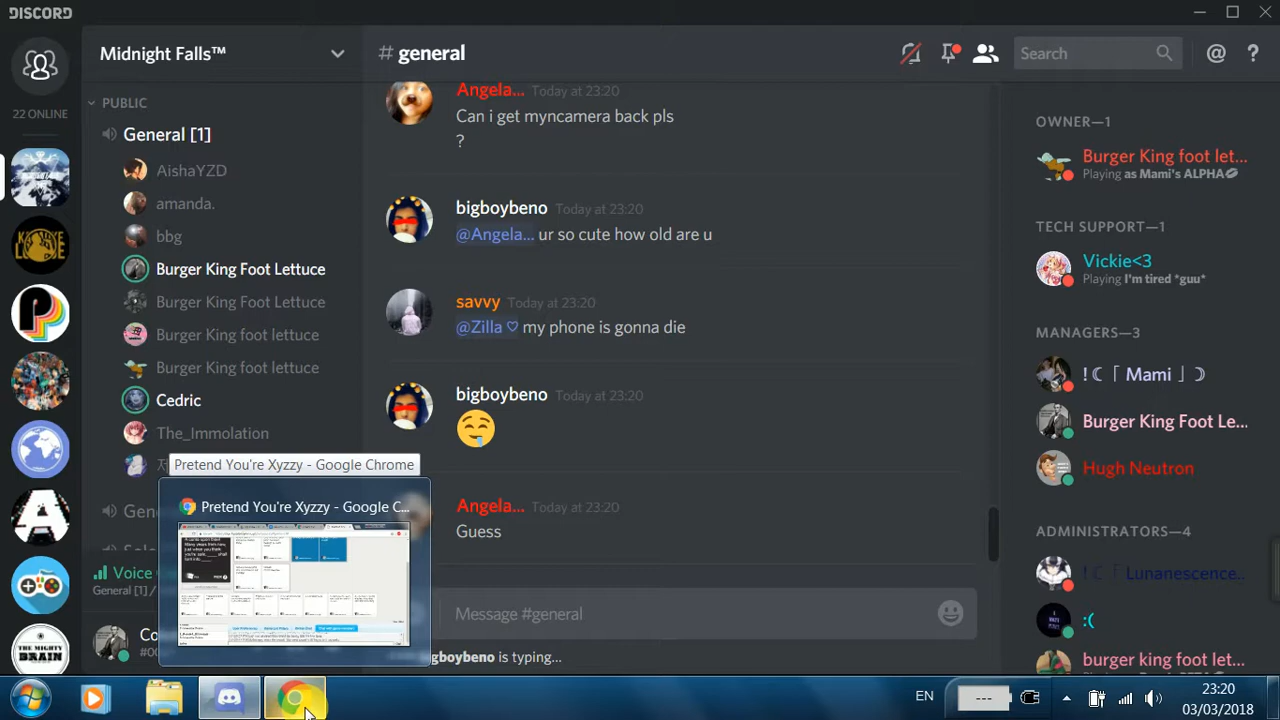 DISCORD
22 ONLINE
Midnight Falls™
PUBLIC
General [1]
AishaYZD
amanda.
bbg
Burger King Foot Lettuce
Burger King Foot Lettuce
Burger King foot lettuce
Burger King foot lettuce
Cedric
The_Immolation
Pretend You're Xyzzy - Google Chrome
Pretend You're Xyzzy - Google C...
Voice
# general
Search
@
?
Angela... Today at 23:20
Can i get myncamera back pls
?
bigboybeno Today at 23:20
@Angela... ur so cute how old are u
savvy Today at 23:20
@Zilla ♡ my phone is gonna die
bigboybeno Today at 23:20
Angela... Today at 23:20
Guess
Message #general
gboybeno is typing...
OWNER—1
Burger King foot let...
Playing as Mami's ALPHA
TECH SUPPORT—1
Vickie<3
Playing I'm tired *guu*
MANAGERS—3
!☾「 Mami 」☽
Burger King Foot Le...
Hugh Neutron
ADMINISTRATORS—4
:(
burger king foot let...
THE MIGHTY
BRAIN
EN
23:20
03/03/2018